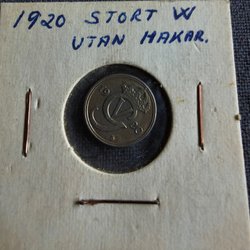 1920 STORT W
UTAN HAKAR.